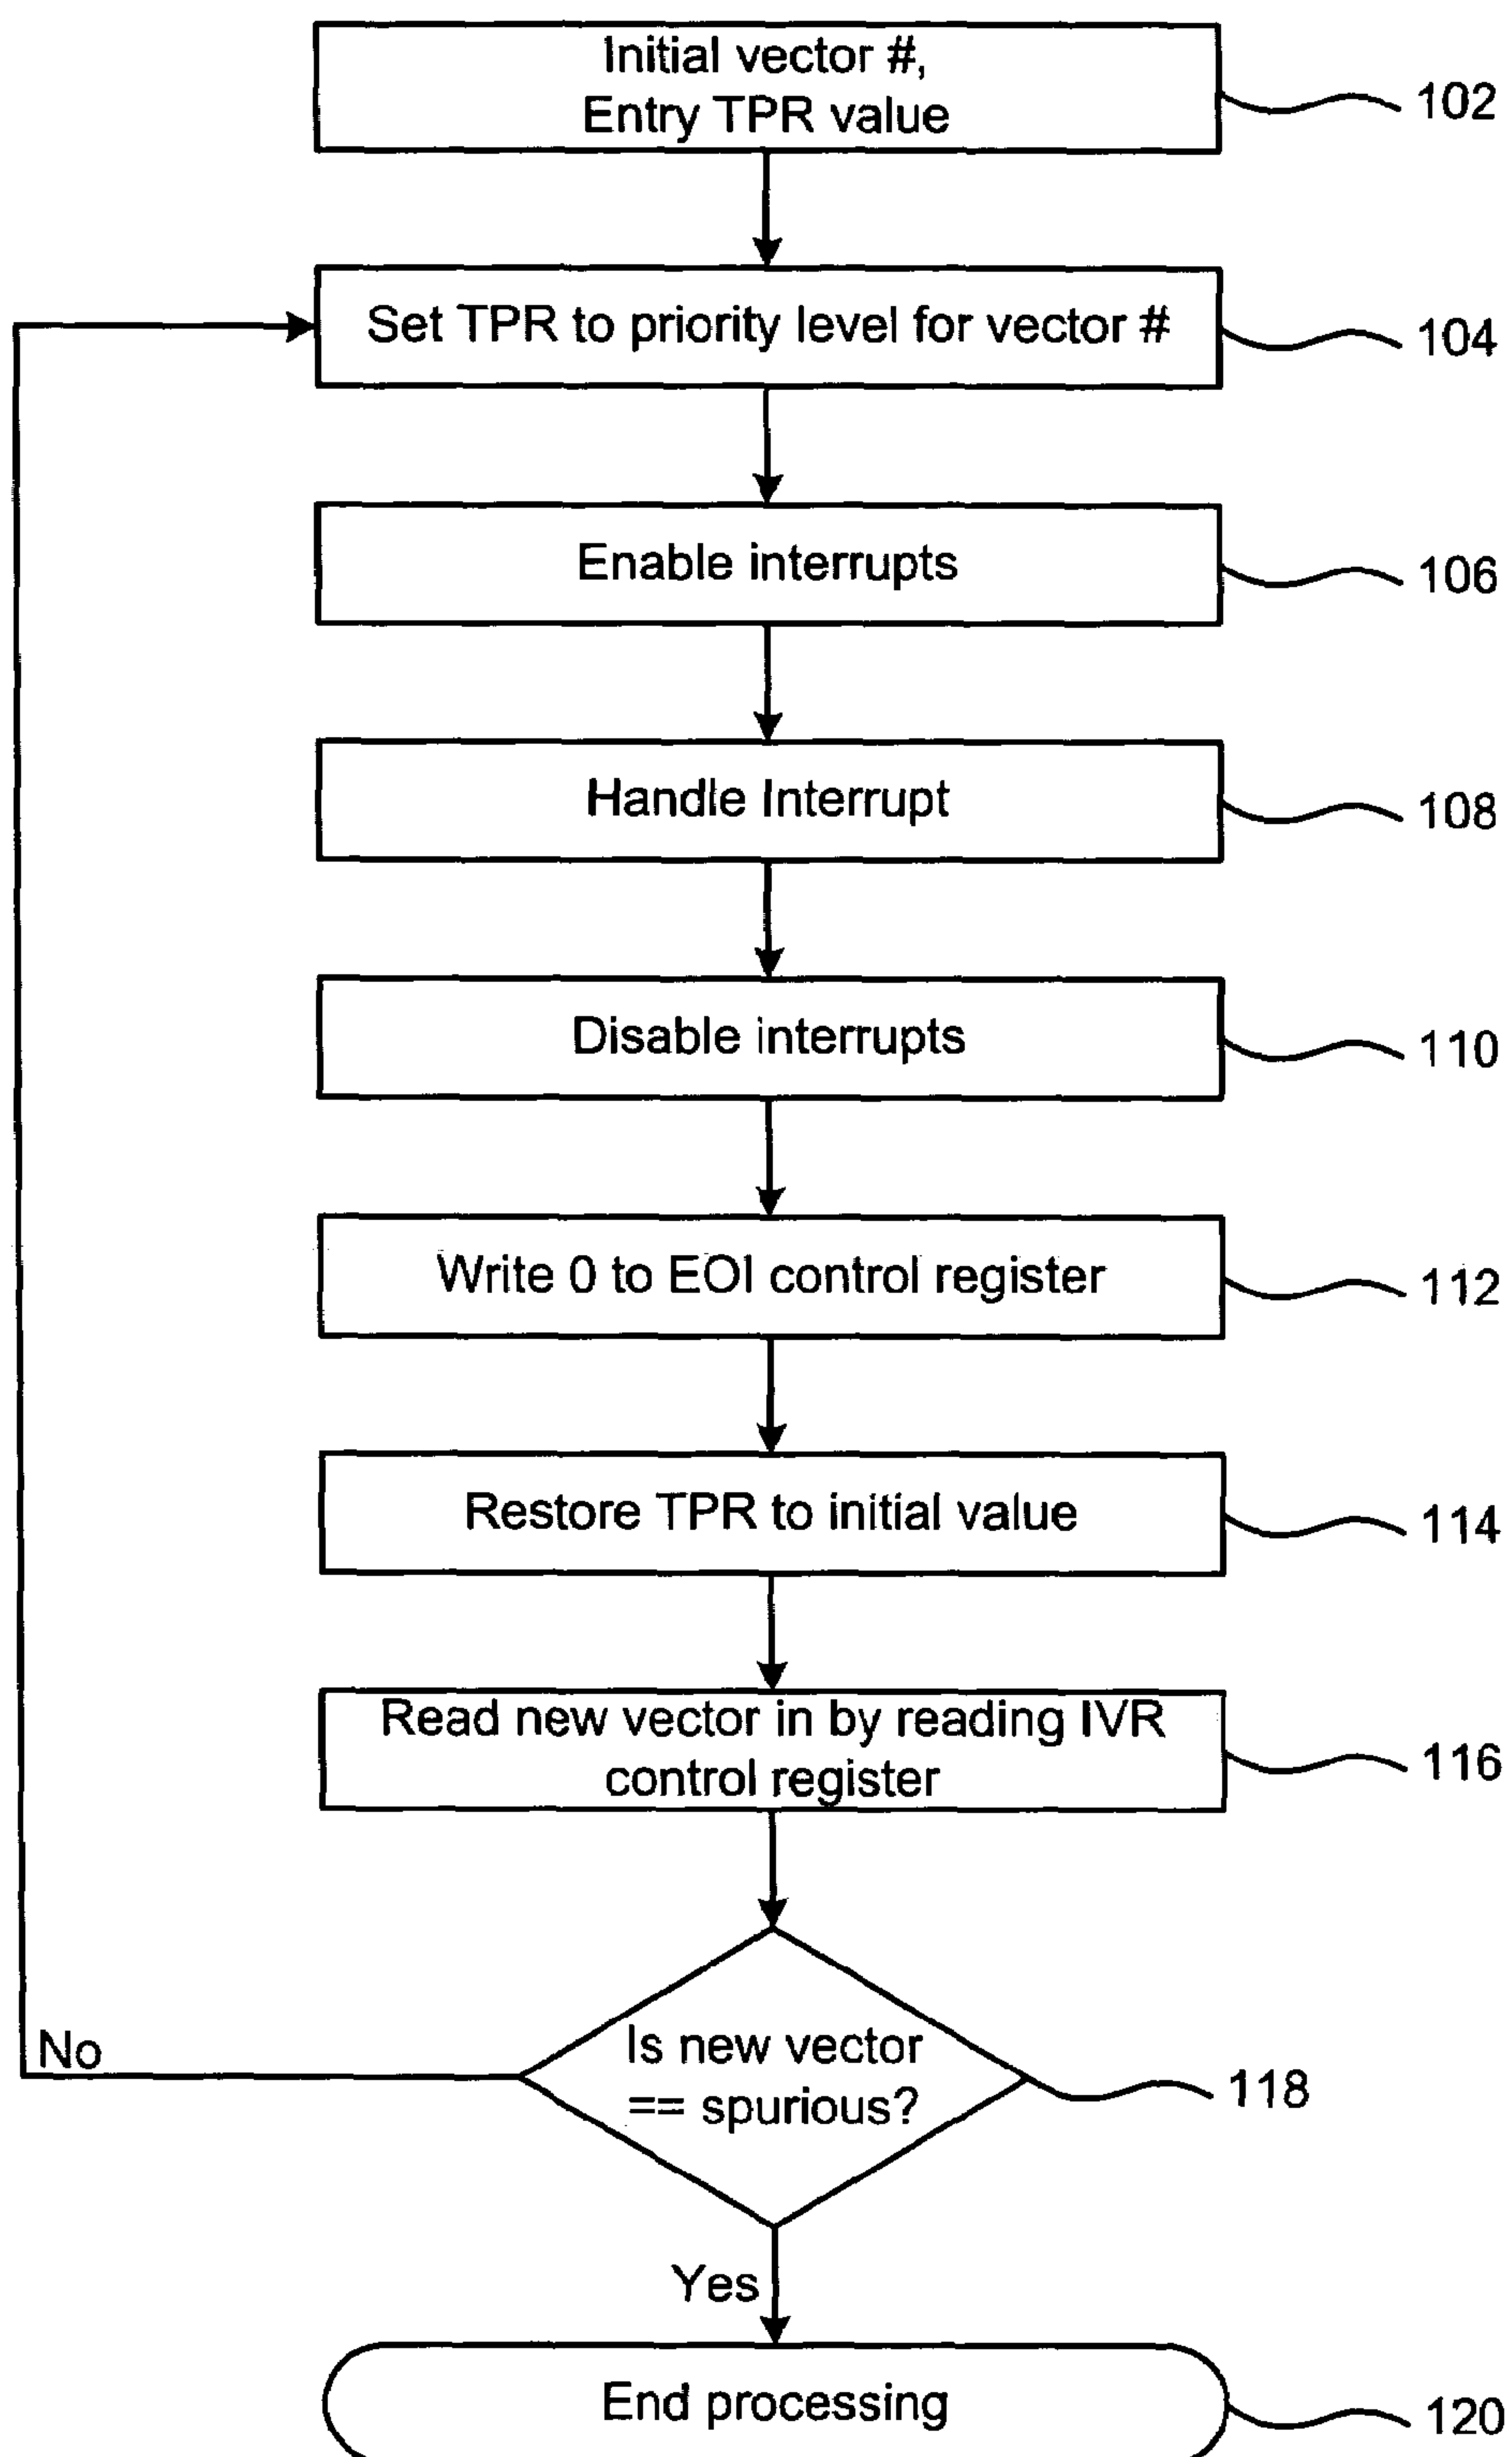 Initial vector #,
Entry TPR value
102
Set TPR to priority level for vector #
104
Enable interrupts
106
Handle Interrupt
108
Disable interrupts
110
Write 0 to EOI control register
112
Restore TPR to initial value
114
Read new vector in by reading IVR
control register
116
No
Is new vector
== spurious?
118
Yes
End processing
120